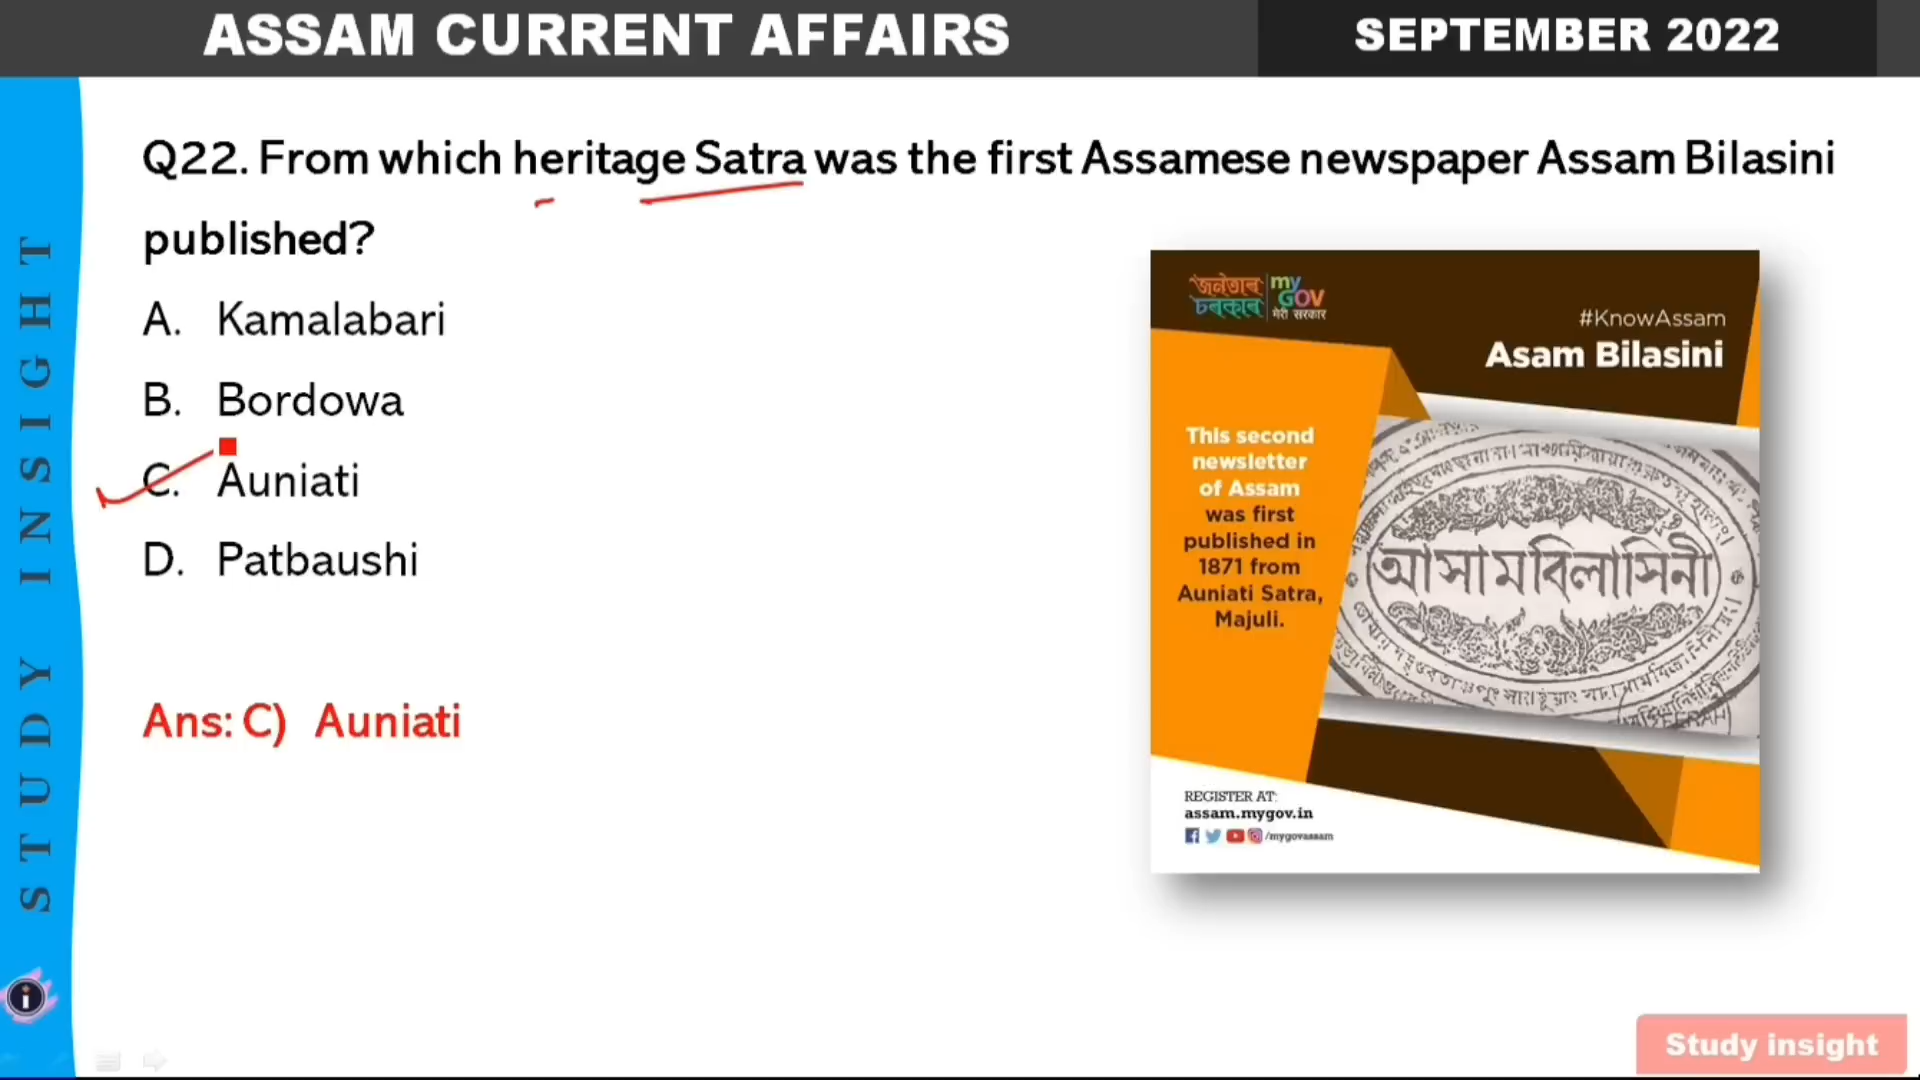 ASSAM CURRENT AFFAIRS
SEPTEMBER 2022
STUDY INSIGHT
Q22. From which heritage Satra was the first Assamese newspaper Assam Bilasini
published?
A. Kamalabari
B. Bordowa
C. Auniati
D. Patbaushi
Ans: C) Auniati
জনতাৰ
চৰকাৰ
my
GOV
मेरी सरकार
#KnowAssam
Asam Bilasini
This second
newsletter
of Assam
was first
published in
1871 from
Auniati Satra,
Majuli.
আসামবিলাসিনী
REGISTER AT:
assam.mygov.in
/mygovassam
Study insight